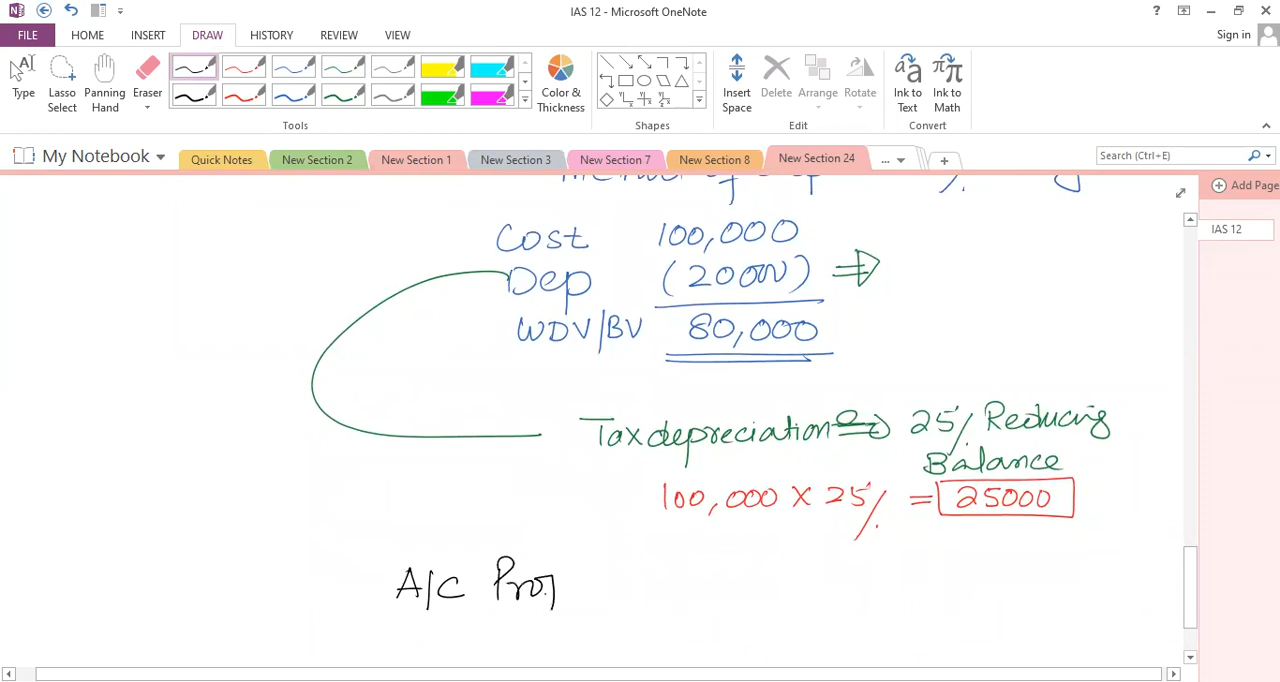 IAS 12 - Microsoft OneNote
?
FILE HOME INSERT DRAW HISTORY REVIEW VIEW
Sign in
Type
Lasso Select
Panning Hand
Eraser
Color & Thickness
Insert Space
Delete
Arrange
Rotate
Ink to Text
Ink to Math
Tools
Shapes
Edit
Convert
My Notebook
Quick Notes
New Section 2
New Section 1
New Section 3
New Section 7
New Section 8
New Section 24
...
Search (Ctrl+E)
Add Page
IAS 12
Cost 100,000
Dep (20000) ⇒
WDV/BV 80,000
Tax depreciation ⇒ 25% Reducing
Balance
100,000 X 25% = 25000
A/C Prof